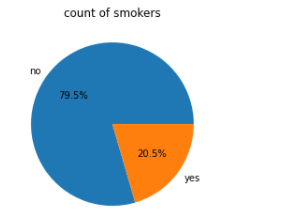 count of smokers
no
79.5%
20.5%
yes